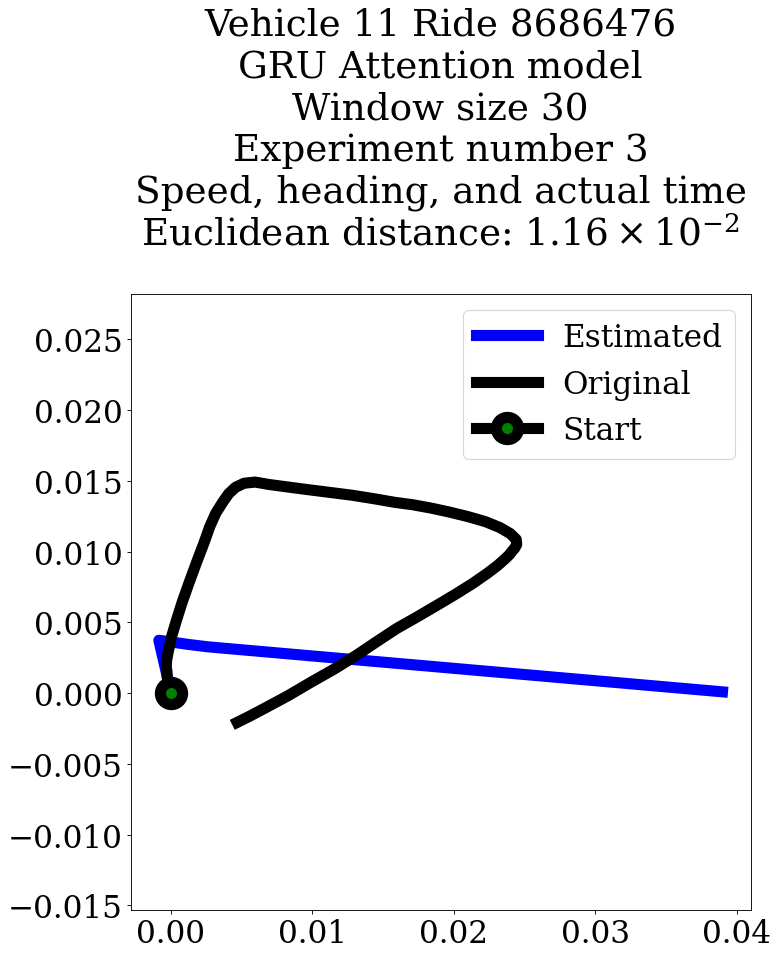 Vehicle 11 Ride 8686476
GRU Attention model
Window size 30
Experiment number 3
Speed, heading, and actual time
Euclidean distance: 1.16 × 10⁻²
Estimated
Original
Start
0.025
0.020
0.015
0.010
0.005
0.000
−0.005
−0.010
−0.015
0.00 0.01 0.02 0.03 0.04